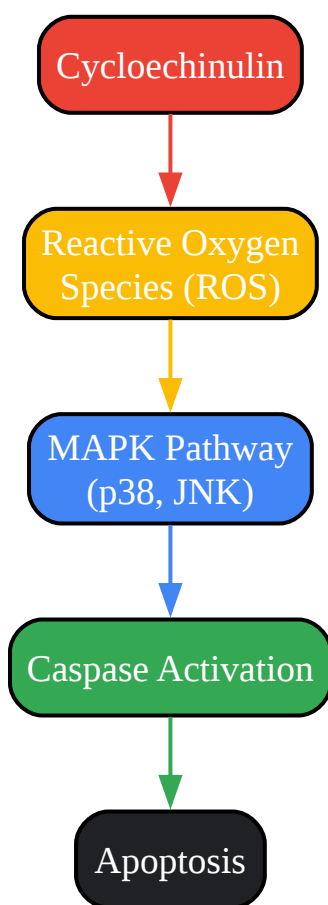 Cycloechinulin
Reactive Oxygen
Species (ROS)
MAPK Pathway
(p38, JNK)
Caspase Activation
Apoptosis